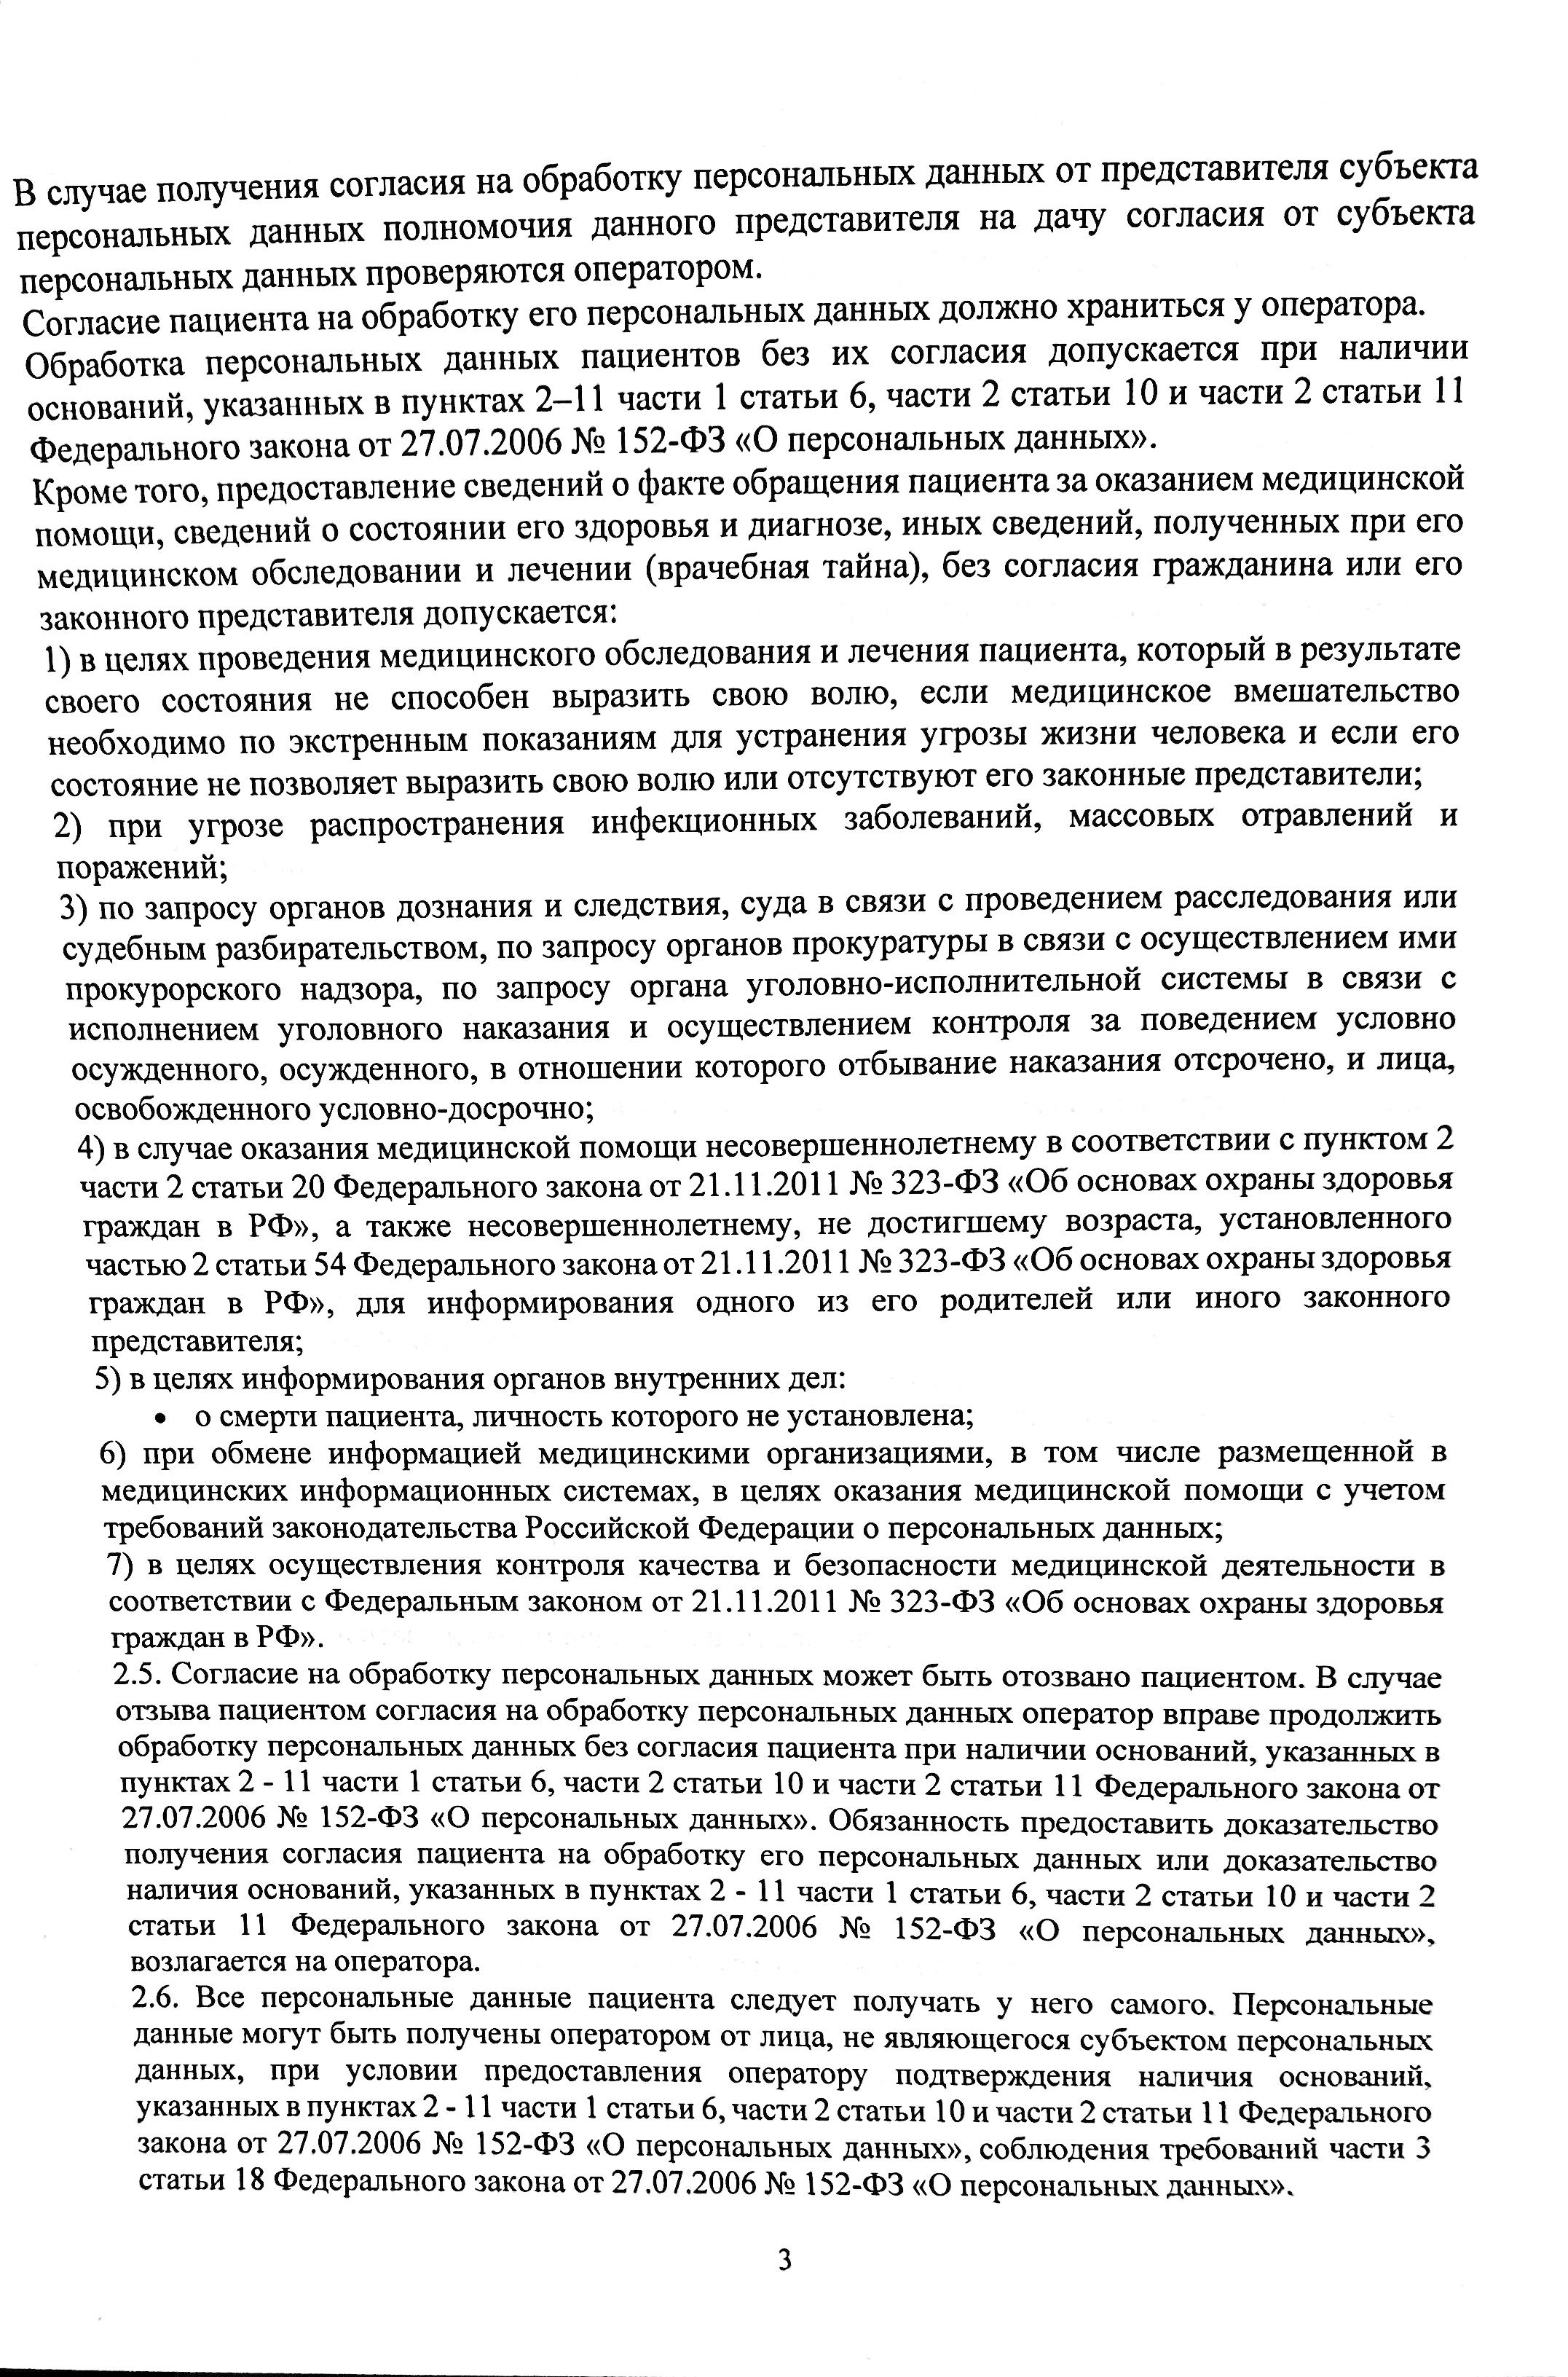 В случае получения согласия на обработку персональных данных от представителя субъекта
персональных данных полномочия данного представителя на дачу согласия от субъекта
персональных данных проверяются оператором.
Согласие пациента на обработку его персональных данных должно храниться у оператора.
Обработка персональных данных пациентов без их согласия допускается при наличии
оснований, указанных в пунктах 2–11 части 1 статьи 6, части 2 статьи 10 и части 2 статьи 11
Федерального закона от 27.07.2006 № 152-ФЗ «О персональных данных».
Кроме того, предоставление сведений о факте обращения пациента за оказанием медицинской
помощи, сведений о состоянии его здоровья и диагнозе, иных сведений, полученных при его
медицинском обследовании и лечении (врачебная тайна), без согласия гражданина или его
законного представителя допускается:
1) в целях проведения медицинского обследования и лечения пациента, который в результате
своего состояния не способен выразить свою волю, если медицинское вмешательство
необходимо по экстренным показаниям для устранения угрозы жизни человека и если его
состояние не позволяет выразить свою волю или отсутствуют его законные представители;
2) при угрозе распространения инфекционных заболеваний, массовых отравлений и
поражений;
3) по запросу органов дознания и следствия, суда в связи с проведением расследования или
судебным разбирательством, по запросу органов прокуратуры в связи с осуществлением ими
прокурорского надзора, по запросу органа уголовно-исполнительной системы в связи с
исполнением уголовного наказания и осуществлением контроля за поведением условно
осужденного, осужденного, в отношении которого отбывание наказания отсрочено, и лица,
освобожденного условно-досрочно;
4) в случае оказания медицинской помощи несовершеннолетнему в соответствии с пунктом 2
части 2 статьи 20 Федерального закона от 21.11.2011 № 323-ФЗ «Об основах охраны здоровья
граждан в РФ», а также несовершеннолетнему, не достигшему возраста, установленного
частью 2 статьи 54 Федерального закона от 21.11.2011 № 323-ФЗ «Об основах охраны здоровья
граждан в РФ», для информирования одного из его родителей или иного законного
представителя;
5) в целях информирования органов внутренних дел:
• о смерти пациента, личность которого не установлена;
6) при обмене информацией медицинскими организациями, в том числе размещенной в
медицинских информационных системах, в целях оказания медицинской помощи с учетом
требований законодательства Российской Федерации о персональных данных;
7) в целях осуществления контроля качества и безопасности медицинской деятельности в
соответствии с Федеральным законом от 21.11.2011 № 323-ФЗ «Об основах охраны здоровья
граждан в РФ».
2.5. Согласие на обработку персональных данных может быть отозвано пациентом. В случае
отзыва пациентом согласия на обработку персональных данных оператор вправе продолжить
обработку персональных данных без согласия пациента при наличии оснований, указанных в
пунктах 2 - 11 части 1 статьи 6, части 2 статьи 10 и части 2 статьи 11 Федерального закона от
27.07.2006 № 152-ФЗ «О персональных данных». Обязанность предоставить доказательство
получения согласия пациента на обработку его персональных данных или доказательство
наличия оснований, указанных в пунктах 2 - 11 части 1 статьи 6, части 2 статьи 10 и части 2
статьи 11 Федерального закона от 27.07.2006 № 152-ФЗ «О персональных данных»,
возлагается на оператора.
2.6. Все персональные данные пациента следует получать у него самого. Персональные
данные могут быть получены оператором от лица, не являющегося субъектом персональных
данных, при условии предоставления оператору подтверждения наличия оснований,
указанных в пунктах 2 - 11 части 1 статьи 6, части 2 статьи 10 и части 2 статьи 11 Федерального
закона от 27.07.2006 № 152-ФЗ «О персональных данных», соблюдения требований части 3
статьи 18 Федерального закона от 27.07.2006 № 152-ФЗ «О персональных данных».
3